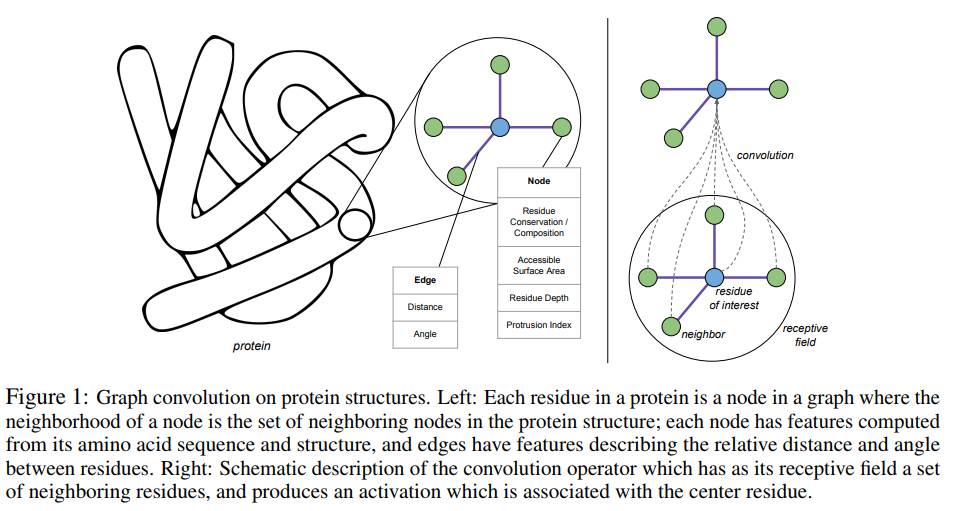 protein
Edge
Distance
Angle
Node
Residue
Conservation /
Composition
Accessible
Surface Area
Residue Depth
Protrusion Index
convolution
residue
of interest
neighbor
receptive
field
Figure 1: Graph convolution on protein structures. Left: Each residue in a protein is a node in a graph where the
neighborhood of a node is the set of neighboring nodes in the protein structure; each node has features computed
from its amino acid sequence and structure, and edges have features describing the relative distance and angle
between residues. Right: Schematic description of the convolution operator which has as its receptive field a set
of neighboring residues, and produces an activation which is associated with the center residue.